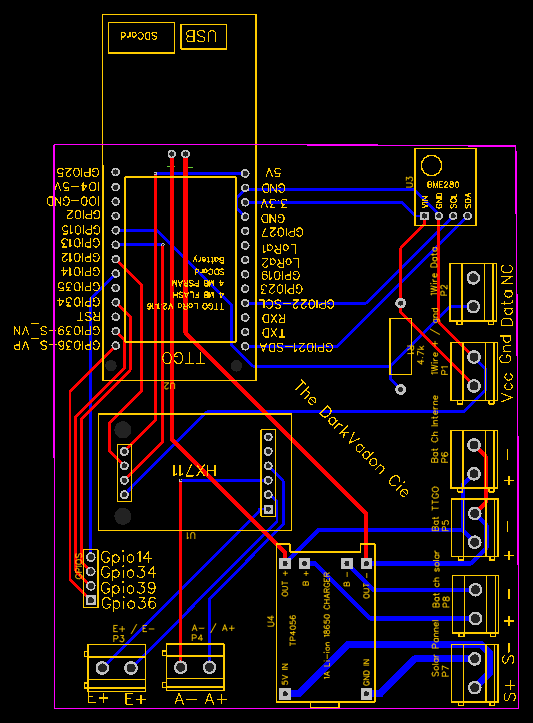 SDCard
USB
GPIO25
IO4-5V
IO0-GND
GPIO2
GPIO15
GPIO13
GPIO12
GPIO14
GPIO35
GPIO34
RST
GPIO39-S_VN
GPIO36-S_VP
5V
GND
3.3V
GND
GPIO27
LoRa1
LoRa2
GPIO19
GPIO23
GPIO22-SCL
RXD
TXD
GPIO21-SDA
TTGO LoRa V2.1.16
4 MB FLASH
4 MB PSRAM
SDCard
Battery
TTGO
U2
U3
BME280
VIN
GND
SCL
SDA
4.7k
1Wire + / and 1Wire Data
P2
P1
Vcc Gnd Data NC
The DarkVadon Cie
HX711
U1
Bat Ch Interne
P6
-
+
Bat TTGO
P5
-
+
Bat ch solar
P8
-
+
Solar Pannel
P7
S-
S+
GPIOS
Gpio14
Gpio34
Gpio39
Gpio36
E+ / E-
P3
E+
E+
A- / A+
P4
A-
A+
U4
TP4056
1A Li-ion 18650 CHARGER
OUT +
B +
B -
OUT -
5V IN
GND IN